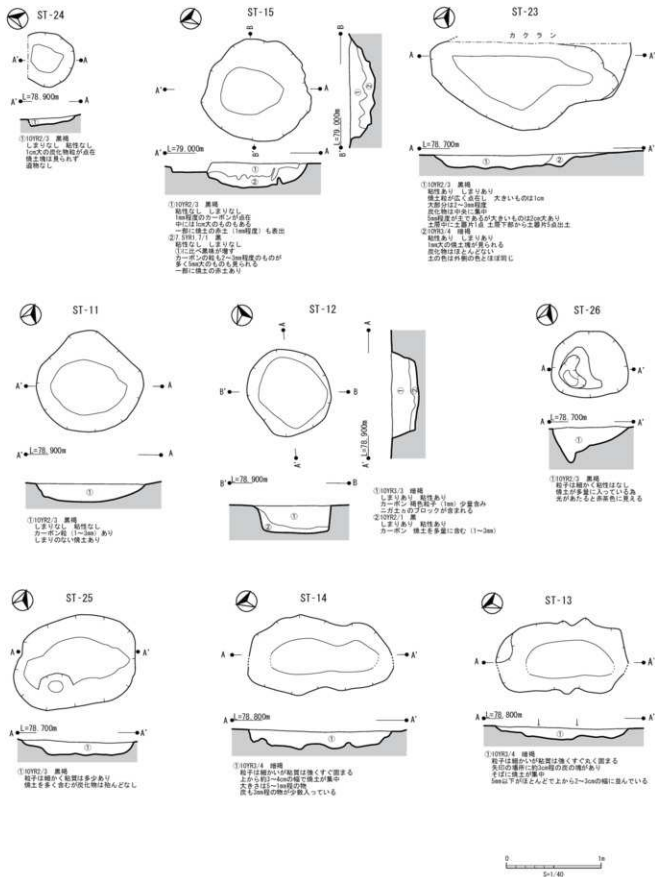 ST-24
A'
A
L=78.900m
A'
A
①
①10YR2/3 黒褐
しまりなし 粘性なし
1cm大の炭化物粒が点在
焼土塊は見られず
遺物なし
ST-15
B
A'
A
B'
B
L=79.000m
B'
①
②
L=79.000m
A'
A
①
②
①10YR2/3 黒褐
粘性なし しまりなし
1mm程度のカーボンが点在
中には1cm大のものもある
一部に焼土の赤土(1mm程度)も表出
②7.5YR1.7/1 黒
粘性なし しまりなし
①に比べ黒味が増す
カーボンの粒も2~3mm程度のものが
多く5mm大のものも見られる
一部に焼土の赤土あり
ST-23
カクラン
A
A'
L=78.700m
A
A'
①
②
①10YR2/3 黒褐
粘性あり しまりあり
焼土粒が広く点在し 大きいものは1cm
大部分は2~3mm程度
炭化物は中央に集中
5mm程度が主であるが大きいものは2cm大あり
土層中に土器片1点 土層下部から土器片5点出土
②10YR3/4 暗褐
粘性あり しまりあり
1mm大の焼土塊が見られる
炭化物はほとんどない
土の色は外側の色とほぼ同じ
ST-11
A'
A
L=78.900m
A'
A
①
①10YR2/3 黒褐
しまりなし 粘性なし
カーボン粒(1~3mm)あり
しまりのない焼土あり
ST-12
A
B'
B
A'
A
L=78.900m
A'
①
L=78.900m
B'
B
①
②
①10YR3/3 暗褐
しまりあり 粘性あり
カーボン 褐色粒子(1mm)少量含み
ニガ土aのブロックが含まれる
②10YR2/1 黒
しまりあり 粘性あり
カーボン 焼土を多量に含む(1~3mm)
ST-26
A'
A
L=78.700m
A'
A
①
①10YR2/3 黒褐
粒子は細かく粘性はなし
焼土が多量に入っている為
光があたると赤茶色に見える
ST-25
A
A'
L=78.700m
A
A'
①
①10YR2/3 黒褐
粒子は細かく粘質は多少あり
焼土を多く含むが炭化物は殆んどなし
ST-14
A
A'
L=78.800m
A
A'
①
①10YR3/4 暗褐
粒子は細かいが粘質は強くすぐ固まる
上から約3~4cmの幅で焼土が集中
大きさは5~1mm程の物
炭も3mm程の物が少数入っている
ST-13
A
A'
L=78.800m
A
A'
①
①10YR3/4 暗褐
粒子は細かいが粘質は強くすぐ丸く固まる
矢印の場所に約3cm程の炭の塊があり
そばに焼土が集中
5mm以下がほとんどで上から2~3cmの幅に並んでいる
0
1m
S=1/40